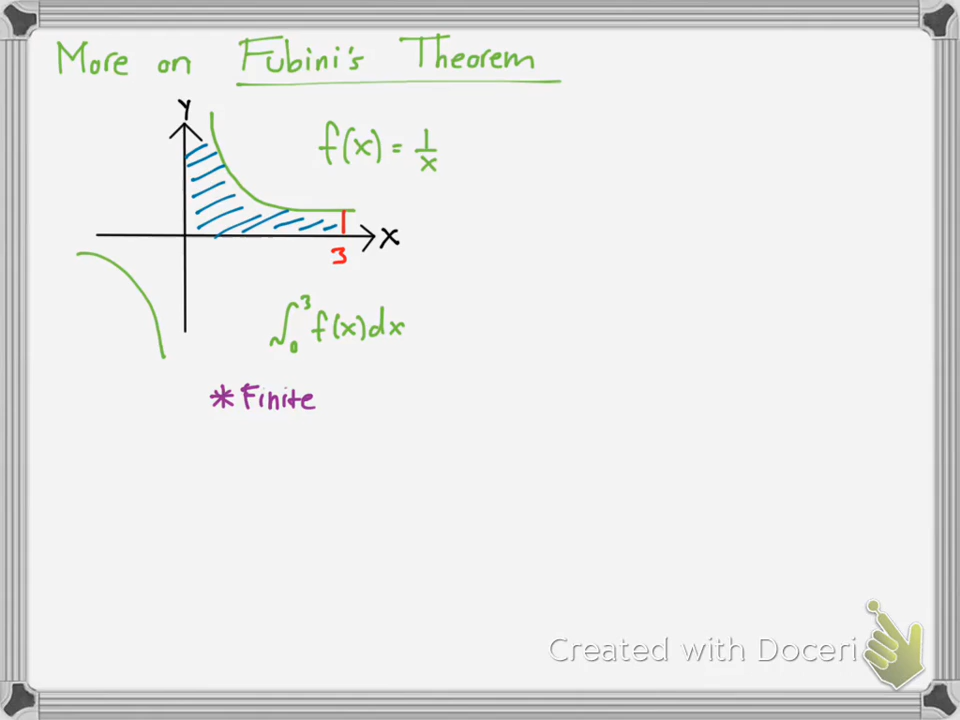 More on Fubini's Theorem
Y
f(x) = 1/x
X
3
∫₀³ f(x)dx
*Finite
Created with Doceri